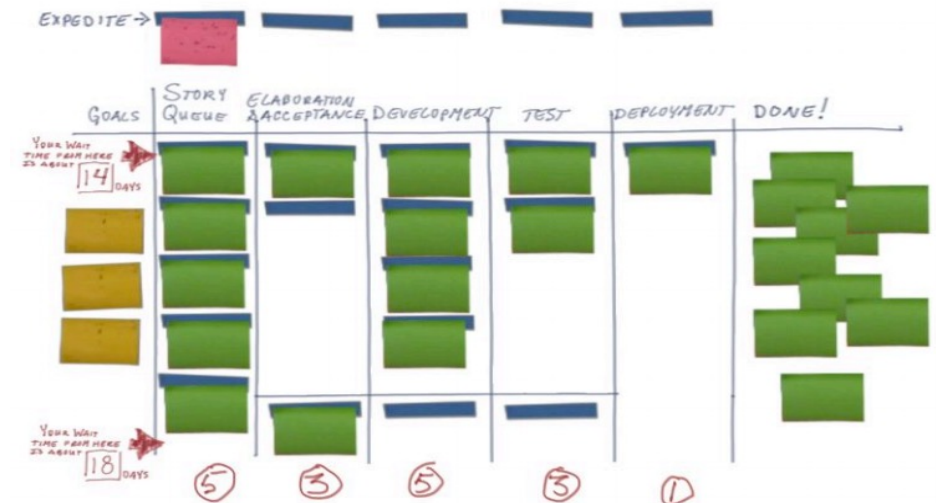 EXPEDITE →
GOALS
STORY
QUEUE
ELABORATION
& ACCEPTANCE
DEVELOPMENT
TEST
DEPLOYMENT
DONE!
YOUR WAIT
TIME FROM HERE
IS ABOUT
14 DAYS
YOUR WAIT
TIME FROM HERE
IS ABOUT
18 DAYS
5
3
5
3
1